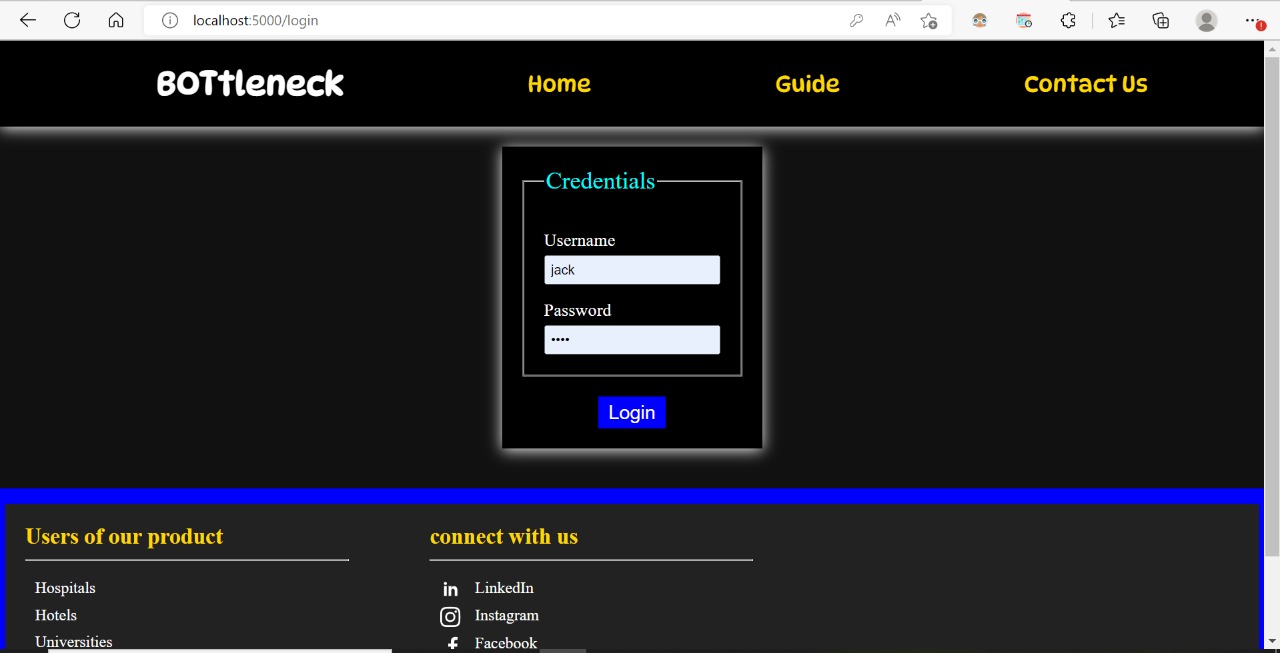 localhost:5000/login
BOTtleneck Home Guide Contact Us
Credentials
Username
jack
Password
••••
Login
Users of our product
Hospitals
Hotels
Universities
connect with us
LinkedIn
Instagram
Facebook